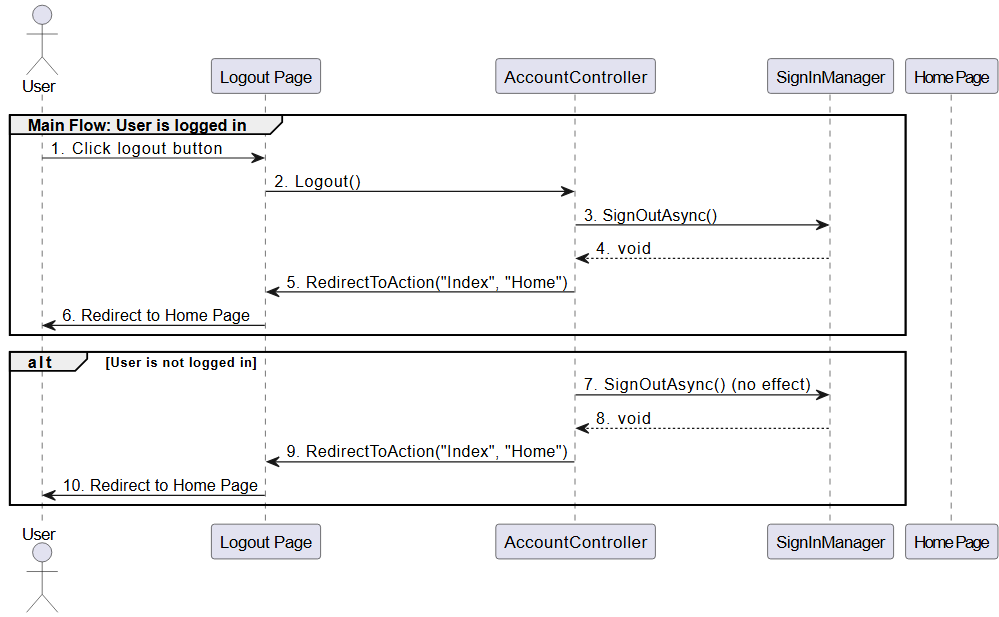 User
Logout Page
AccountController
SignInManager
Home Page
Main Flow: User is logged in
1. Click logout button
2. Logout()
3. SignOutAsync()
4. void
5. RedirectToAction("Index", "Home")
6. Redirect to Home Page
alt [User is not logged in]
7. SignOutAsync() (no effect)
8. void
9. RedirectToAction("Index", "Home")
10. Redirect to Home Page
User
Logout Page
AccountController
SignInManager
Home Page